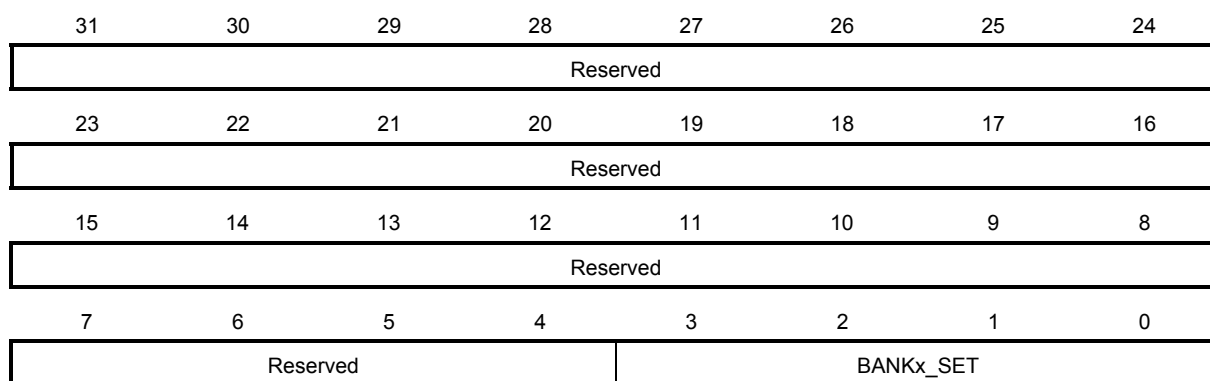 31 30 29 28 27 26 25 24
Reserved
23 22 21 20 19 18 17 16
Reserved
15 14 13 12 11 10 9 8
Reserved
7 6 5 4 3 2 1 0
Reserved BANKx_SET